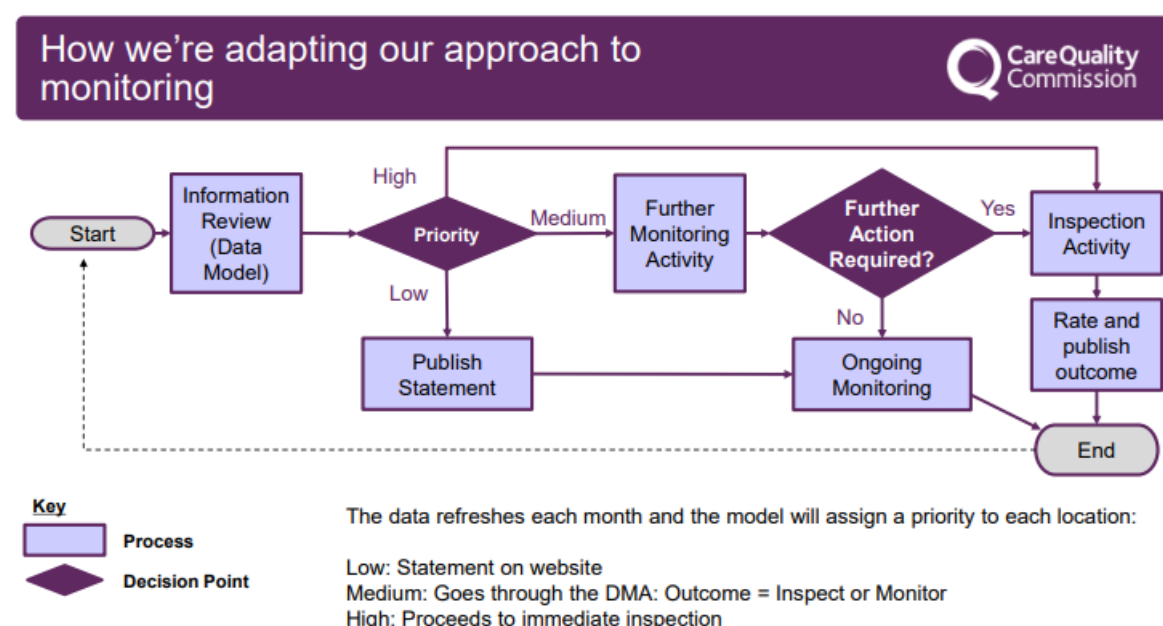 How we're adapting our approach to
monitoring
CareQuality
Commission
Start
Information
Review
(Data
Model)
High
Priority
Medium
Low
Further
Monitoring
Activity
Further
Action
Required?
Yes
No
Inspection
Activity
Publish
Statement
Ongoing
Monitoring
Rate and
publish
outcome
End
Key
Process
Decision Point
The data refreshes each month and the model will assign a priority to each location:
Low: Statement on website
Medium: Goes through the DMA: Outcome = Inspect or Monitor
High: Proceeds to immediate inspection